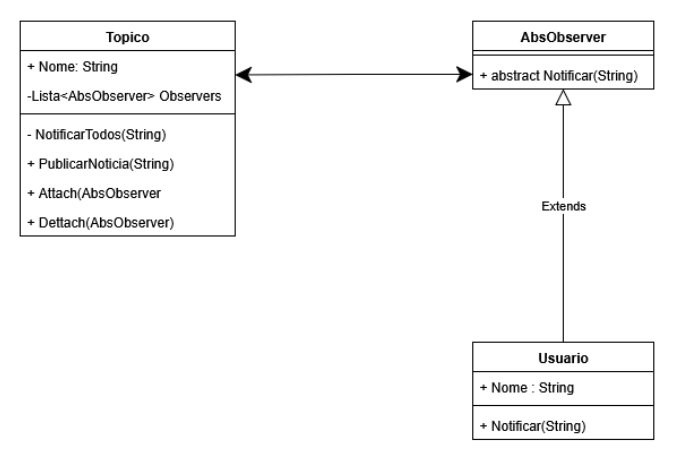 Topico
+ Nome: String
-Lista<AbsObserver> Observers
- NotificarTodos(String)
+ PublicarNoticia(String)
+ Attach(AbsObserver
+ Dettach(AbsObserver)
AbsObserver
+ abstract Notificar(String)
Extends
Usuario
+ Nome : String
+ Notificar(String)